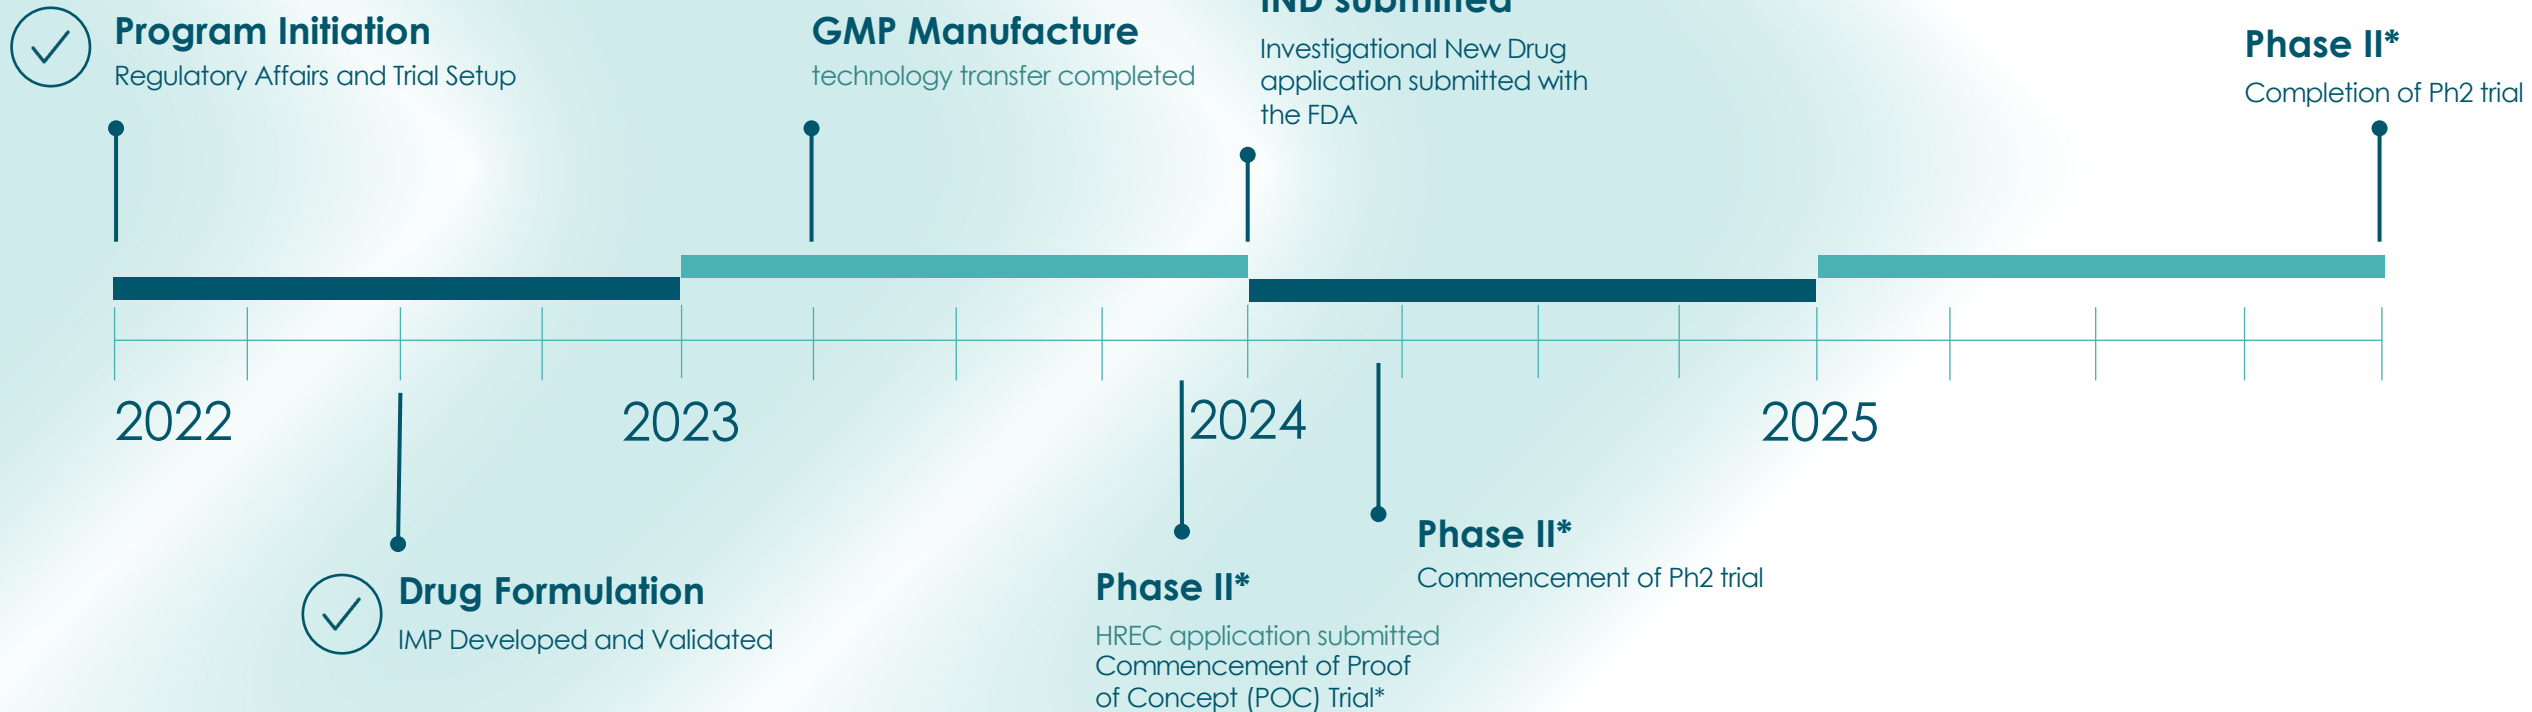 Program Initiation
Regulatory Affairs and Trial Setup
GMP Manufacture
technology transfer completed
IND submitted
Investigational New Drug
application submitted with
the FDA
Phase II*
Completion of Ph2 trial
2022
2023
2024
2025
Drug Formulation
IMP Developed and Validated
Phase II*
HREC application submitted
Commencement of Proof
of Concept (POC) Trial*
Phase II*
Commencement of Ph2 trial